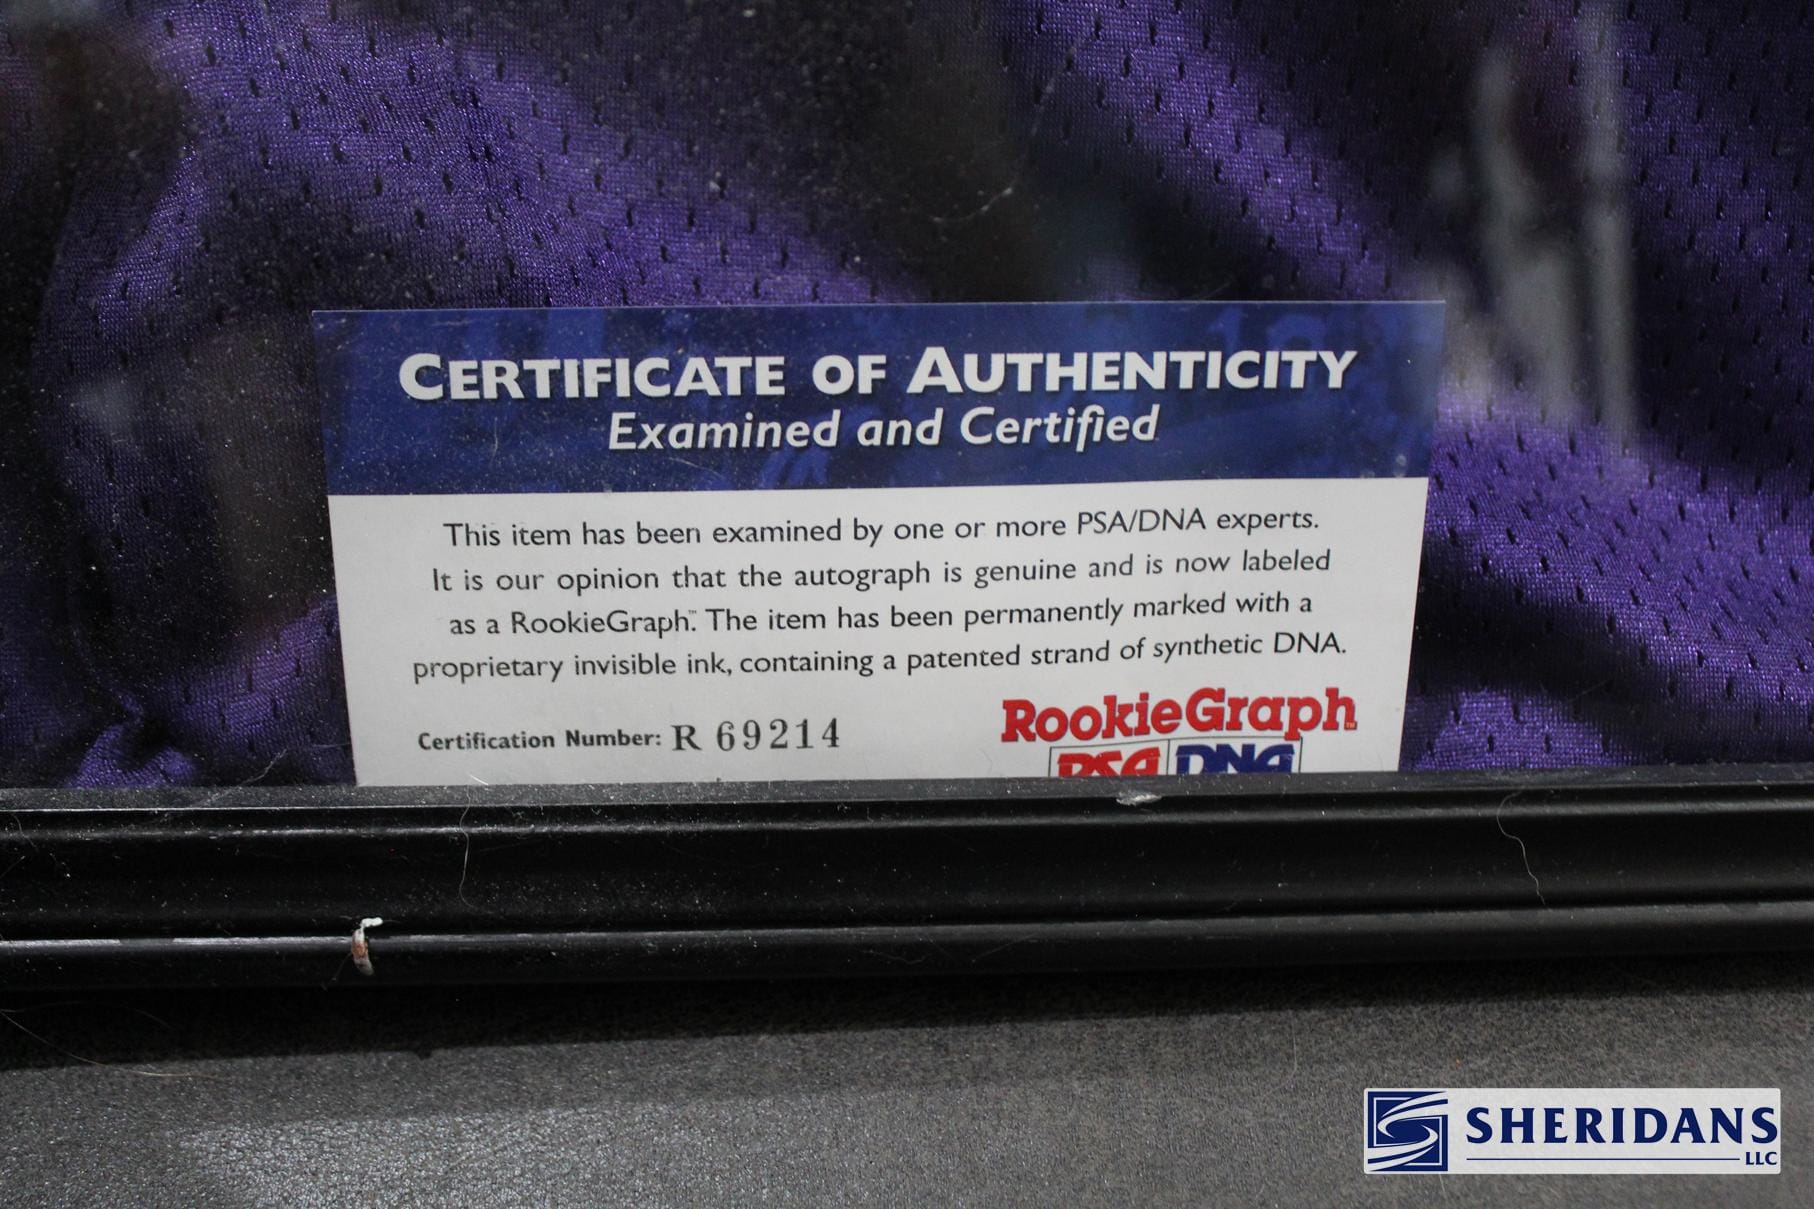 CERTIFICATE OF AUTHENTICITY
Examined and Certified
This item has been examined by one or more PSA/DNA experts.
It is our opinion that the autograph is genuine and is now labeled
as a RookieGraph.™ The item has been permanently marked with a
proprietary invisible ink, containing a patented strand of synthetic DNA.
Certification Number: R 69214
RookieGraph™
PSA DNA
SHERIDANS
LLC